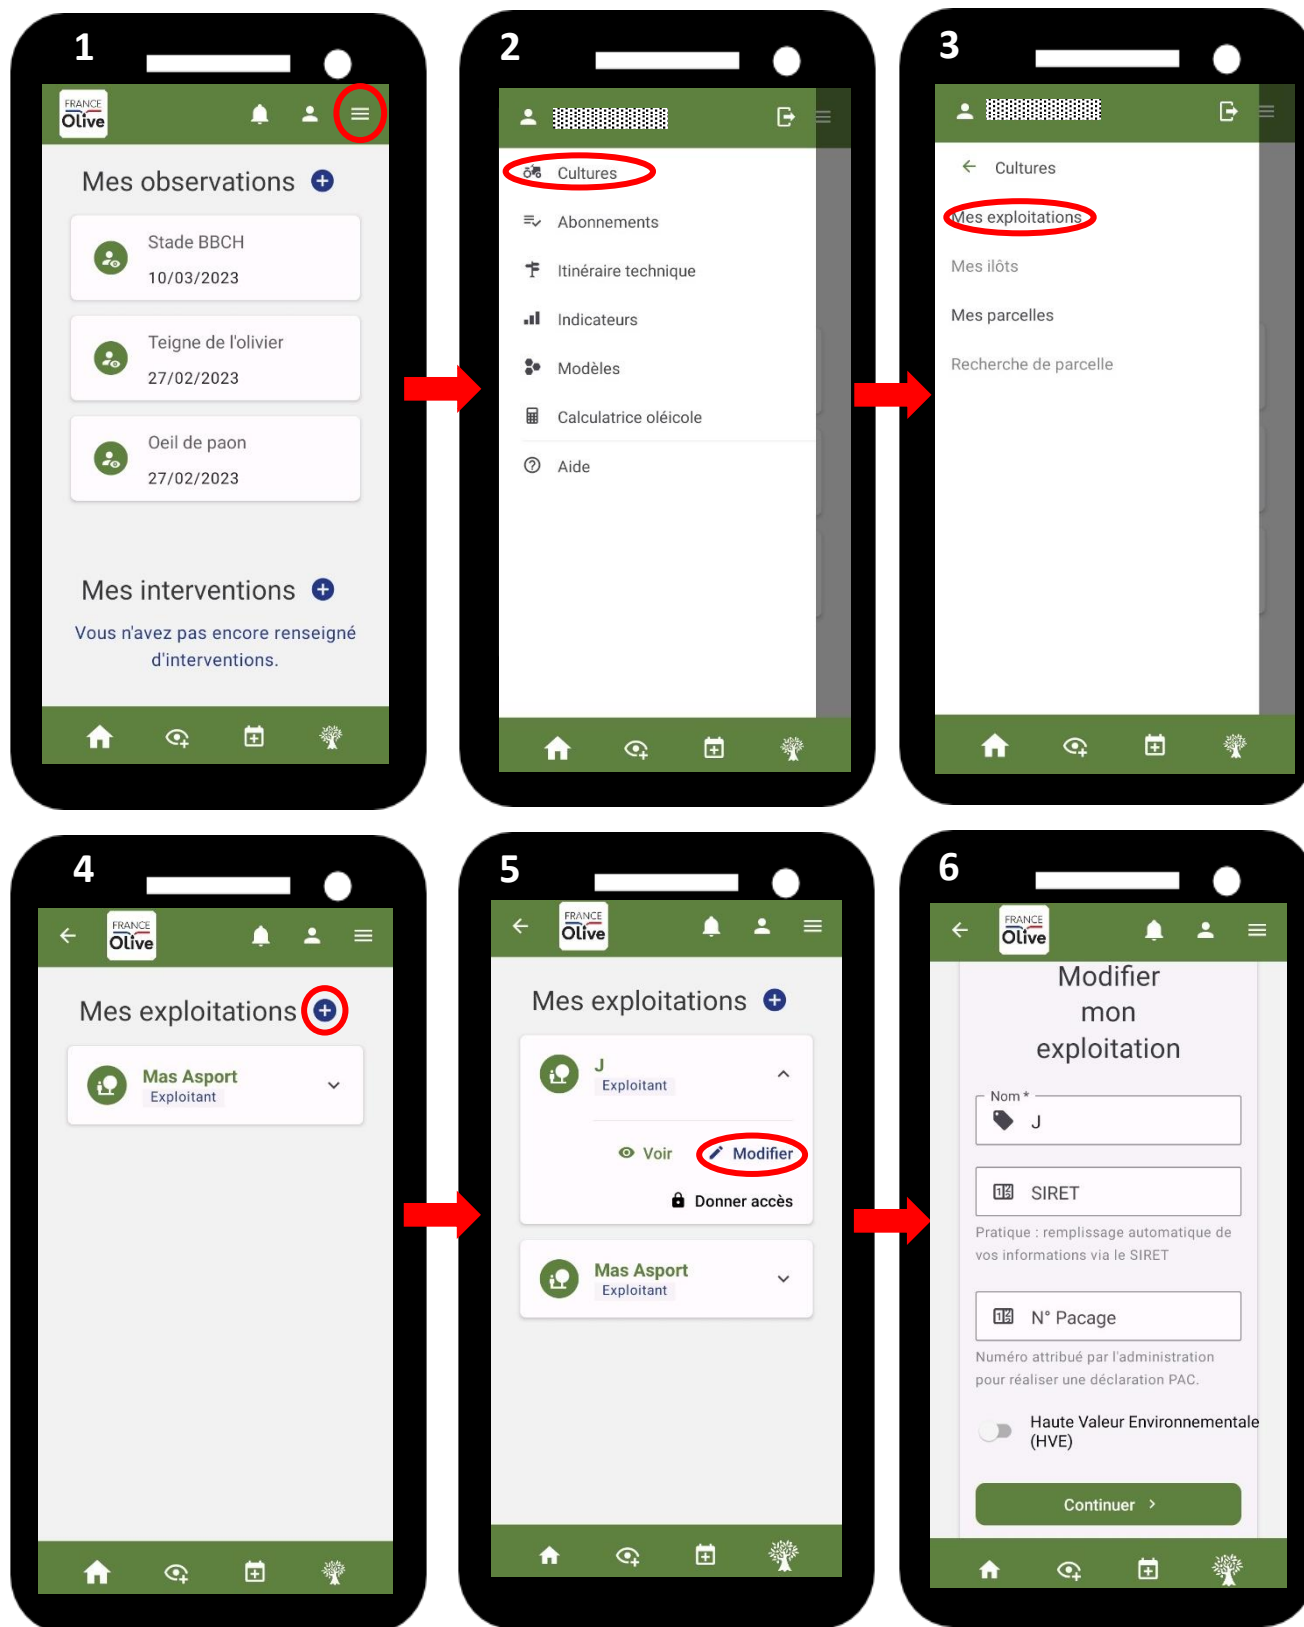 1
FRANCE
Olive
Mes observations
Stade BBCH
10/03/2023
Teigne de l'olivier
27/02/2023
Oeil de paon
27/02/2023
Mes interventions
Vous n'avez pas encore renseigné
d'interventions.
2
Cultures
Abonnements
Itinéraire technique
Indicateurs
Modèles
Calculatrice oléicole
Aide
3
Cultures
Mes exploitations
Mes ilôts
Mes parcelles
Recherche de parcelle
4
FRANCE
Olive
Mes exploitations
Mas Asport
Exploitant
5
FRANCE
Olive
Mes exploitations
J
Exploitant
Voir
Modifier
Donner accès
Mas Asport
Exploitant
6
FRANCE
Olive
Modifier
mon
exploitation
Nom *
J
SIRET
Pratique : remplissage automatique de
vos informations via le SIRET
N° Pacage
Numéro attribué par l'administration
pour réaliser une déclaration PAC.
Haute Valeur Environnementale
(HVE)
Continuer >